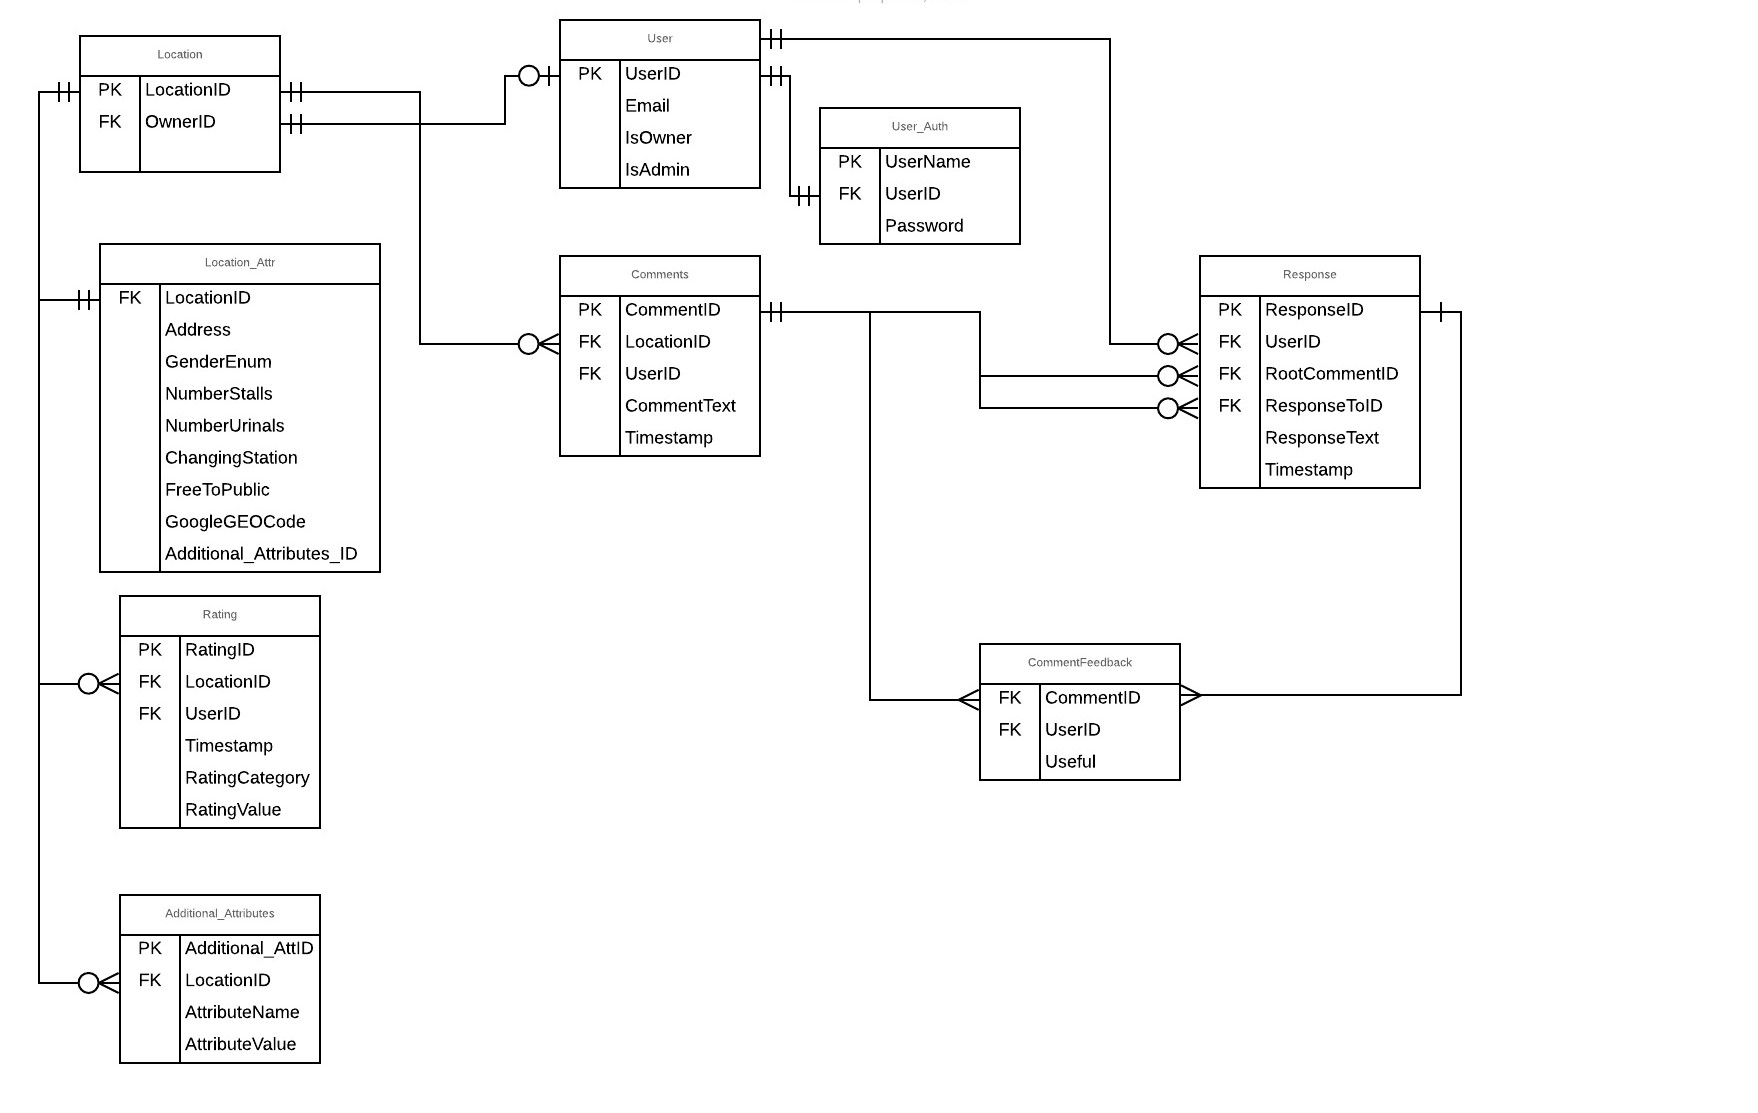 Location
PK LocationID
FK OwnerID
User
PK UserID
Email
IsOwner
IsAdmin
User_Auth
PK UserName
FK UserID
Password
Location_Attr
FK LocationID
Address
GenderEnum
NumberStalls
NumberUrinals
ChangingStation
FreeToPublic
GoogleGEOCode
Additional_Attributes_ID
Comments
PK CommentID
FK LocationID
FK UserID
CommentText
Timestamp
Response
PK ResponseID
FK UserID
FK RootCommentID
FK ResponseToID
ResponseText
Timestamp
Rating
PK RatingID
FK LocationID
FK UserID
Timestamp
RatingCategory
RatingValue
CommentFeedback
FK CommentID
FK UserID
Useful
Additional_Attributes
PK Additional_AttID
FK LocationID
AttributeName
AttributeValue